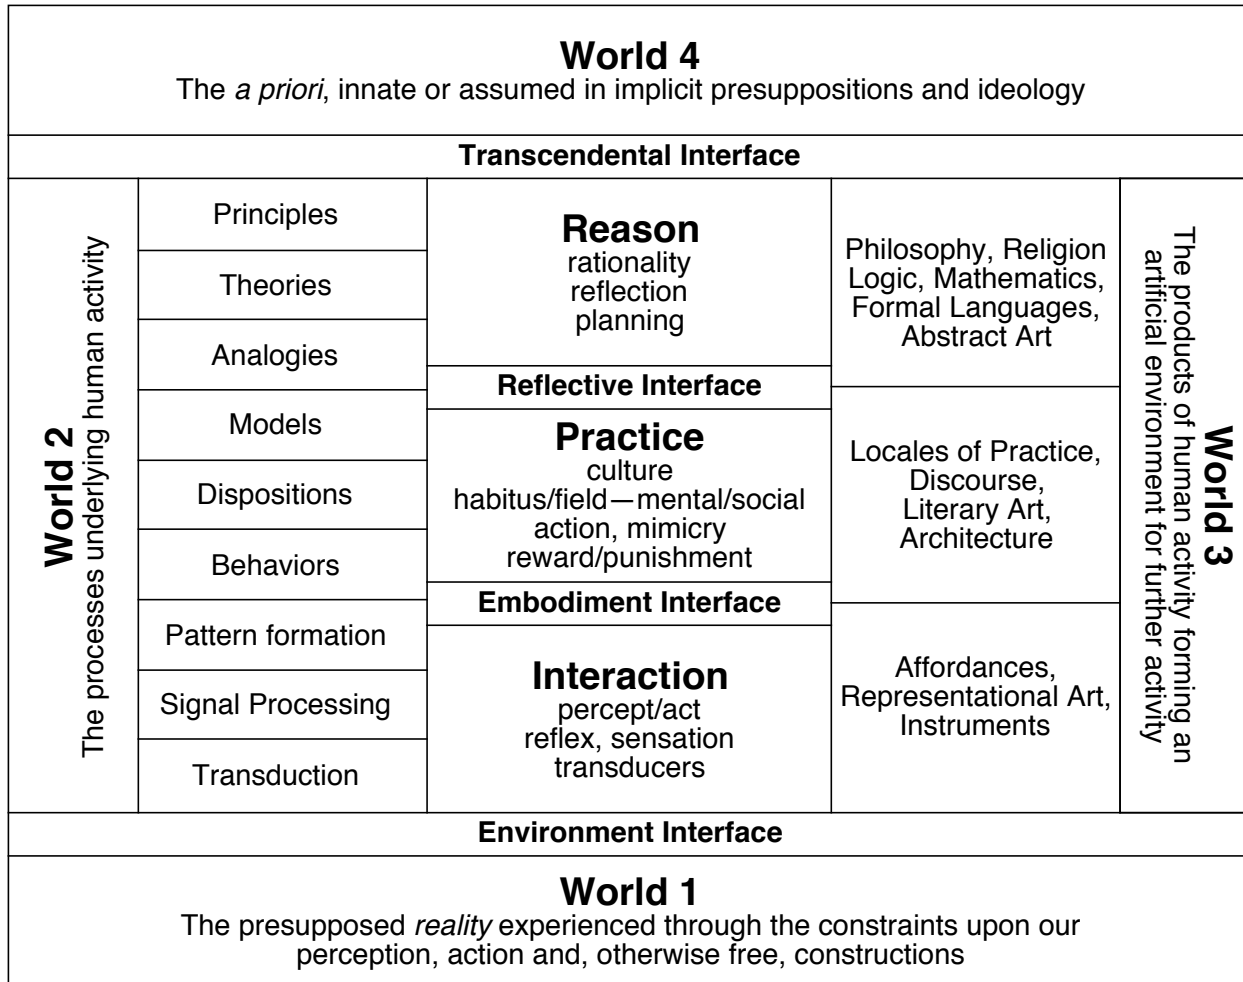 World 4
The a priori, innate or assumed in implicit presuppositions and ideology
Transcendental Interface
World 2
The processes underlying human activity
Principles
Theories
Analogies
Models
Dispositions
Behaviors
Pattern formation
Signal Processing
Transduction
Reason
rationality
reflection
planning
Reflective Interface
Practice
culture
habitus/field—mental/social
action, mimicry
reward/punishment
Embodiment Interface
Interaction
percept/act
reflex, sensation
transducers
Philosophy, Religion
Logic, Mathematics,
Formal Languages,
Abstract Art
Locales of Practice,
Discourse,
Literary Art,
Architecture
Affordances,
Representational Art,
Instruments
World 3
The products of human activity forming an
artificial environment for further activity
Environment Interface
World 1
The presupposed reality experienced through the constraints upon our
perception, action and, otherwise free, constructions